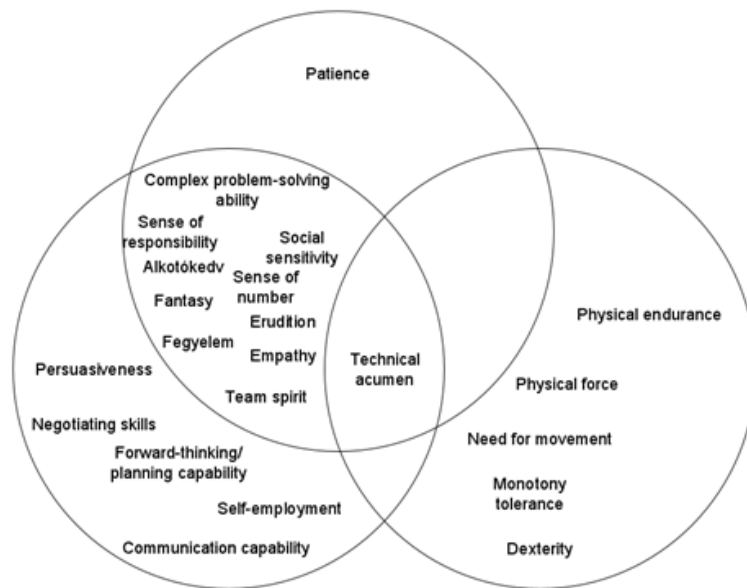 Patience
Complex problem-solving
ability
Sense of
responsibility
Social
sensitivity
Alkotókedv
Sense of
number
Fantasy
Erudition
Fegyelem
Empathy
Team spirit
Technical
acumen
Persuasiveness
Negotiating skills
Forward-thinking/
planning capability
Self-employment
Communication capability
Physical endurance
Physical force
Need for movement
Monotony
tolerance
Dexterity